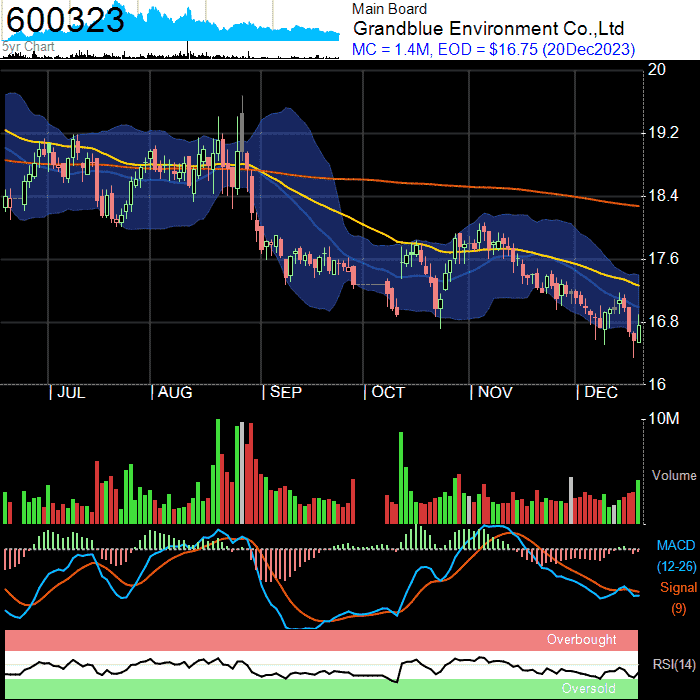 600323
5yr Chart
Main Board
Grandblue Environment Co.,Ltd
MC = 1.4M, EOD = $16.75 (20Dec2023)
20
19.2
18.4
17.6
16.8
16
JUL AUG SEP OCT NOV DEC
10M
Volume
MACD
(12-26)
Signal
(9)
Overbought
RSI(14)
Oversold